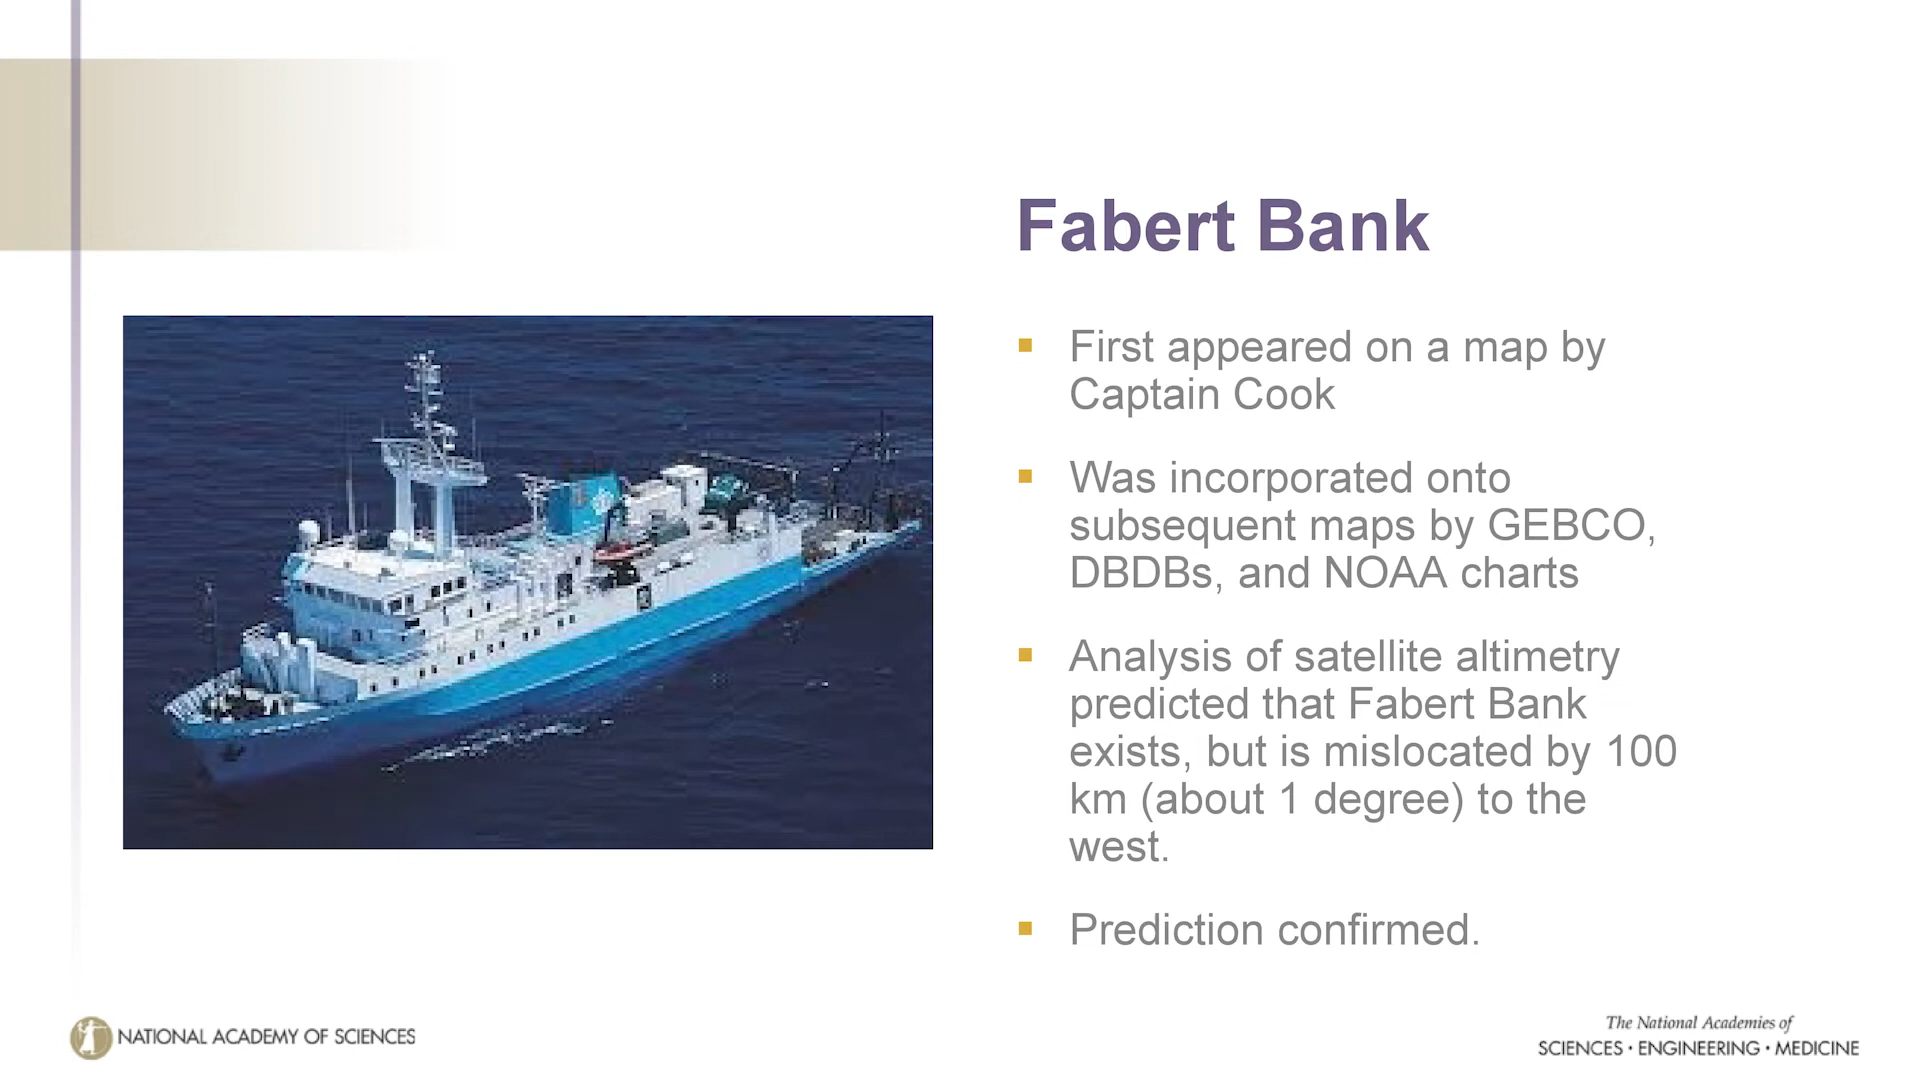 Fabert Bank
First appeared on a map by
Captain Cook
Was incorporated onto
subsequent maps by GEBCO,
DBDBs, and NOAA charts
Analysis of satellite altimetry
predicted that Fabert Bank
exists, but is mislocated by 100
km (about 1 degree) to the
west.
Prediction confirmed.
NATIONAL ACADEMY OF SCIENCES
The National Academies of
SCIENCES • ENGINEERING • MEDICINE